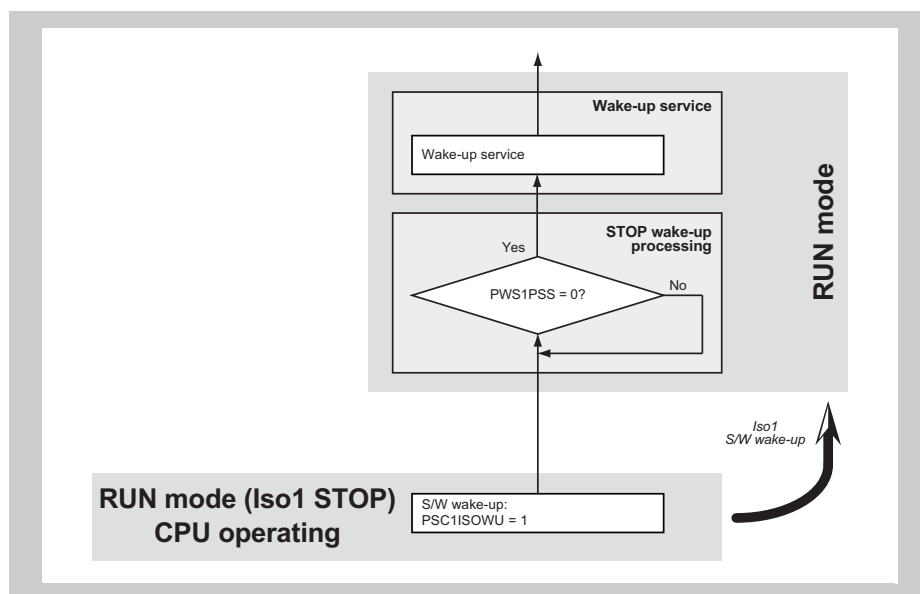 Wake-up service
Wake-up service
STOP wake-up
processing
Yes
No
PWS1PSS = 0?
RUN mode
Iso1
S/W wake-up
RUN mode (Iso1 STOP)
CPU operating
S/W wake-up:
PSC1ISOWU = 1